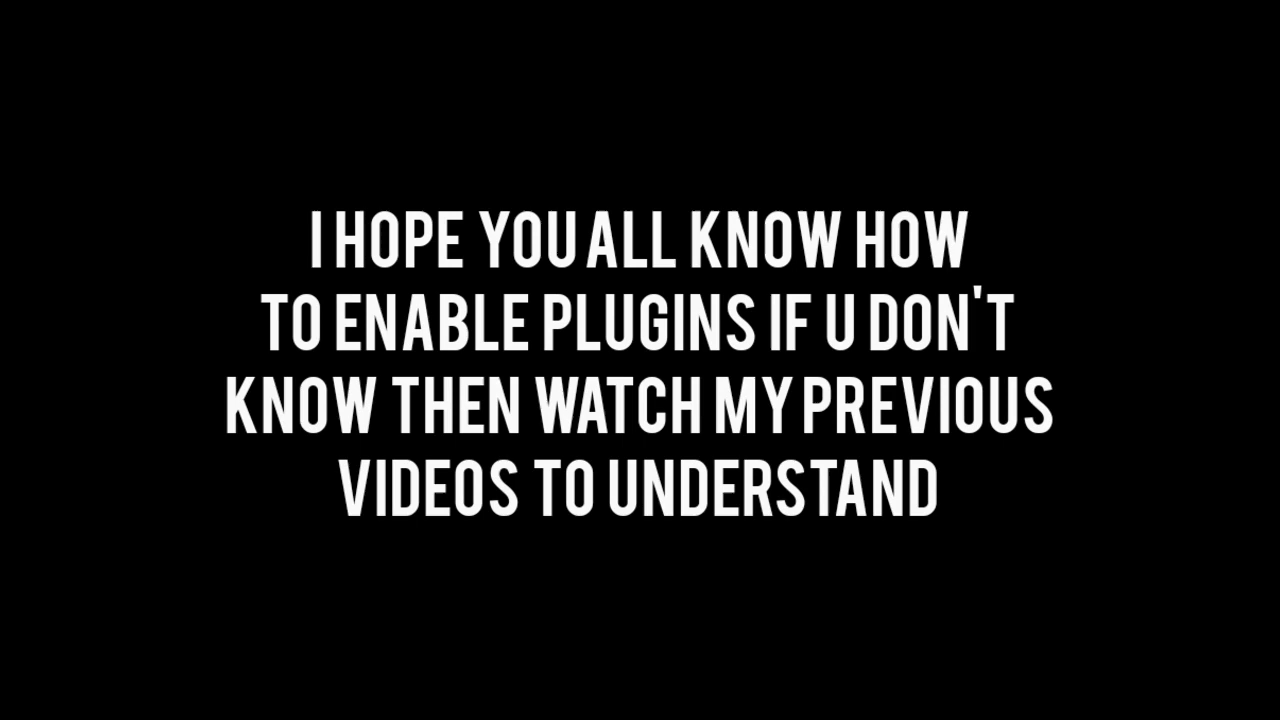 I HOPE YOU ALL KNOW HOW
TO ENABLE PLUGINS IF U DON'T
KNOW THEN WATCH MY PREVIOUS
VIDEOS TO UNDERSTAND